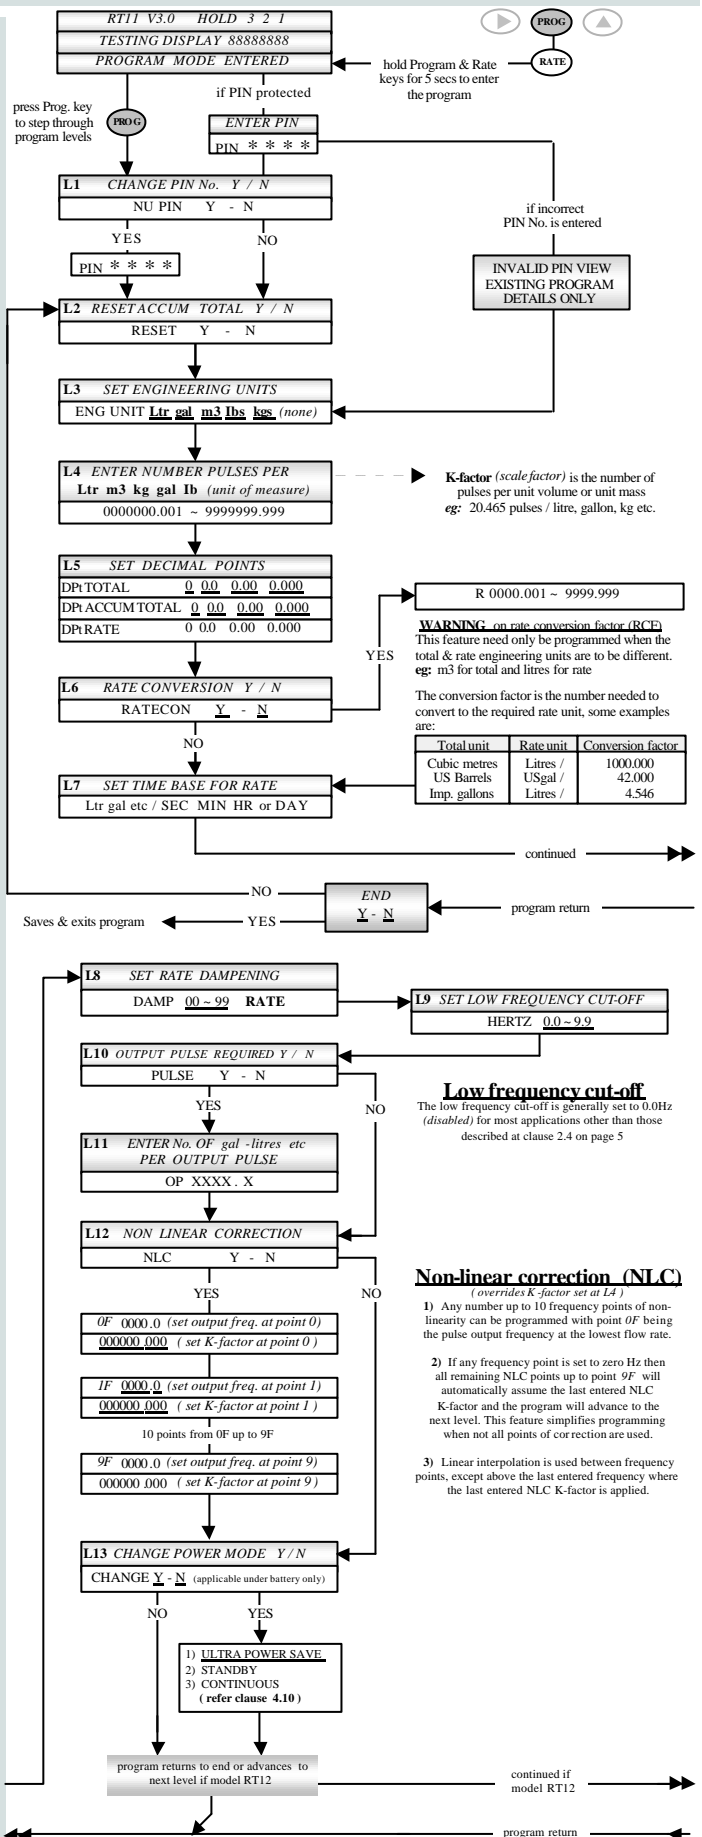 RT11 V3.0 HOLD 3 2 1
TESTING DISPLAY 88888888
PROGRAM MODE ENTERED
PROG
RATE
hold Program & Rate
keys for 5 secs to enter
the program
press Prog. key
to step through
program levels
PROG
if PIN protected
ENTER PIN
PIN * * * *
L1 CHANGE PIN No. Y / N
NU PIN Y - N
YES
NO
PIN * * * *
if incorrect
PIN No. is entered
INVALID PIN VIEW
EXISTING PROGRAM
DETAILS ONLY
L2 RESET ACCUM TOTAL Y / N
RESET Y - N
L3 SET ENGINEERING UNITS
ENG UNIT Ltr gal m3 Ibs kgs (none)
L4 ENTER NUMBER PULSES PER
Ltr m3 kg gal Ib (unit of measure)
0000000.001 ~ 9999999.999
K-factor (scale factor) is the number of
pulses per unit volume or unit mass
eg: 20.465 pulses / litre, gallon, kg etc.
L5 SET DECIMAL POINTS
DPt TOTAL 0 0.0 0.00 0.000
DPt ACCUM TOTAL 0 0.0 0.00 0.000
DPt RATE 0 0.0 0.00 0.000
R 0000.001 ~ 9999.999
WARNING on rate conversion factor (RCF)
This feature need only be programmed when the
total & rate engineering units are to be different.
eg: m3 for total and litres for rate
YES
L6 RATE CONVERSION Y / N
RATECON Y - N
NO
The conversion factor is the number needed to
convert to the required rate unit, some examples
are:
Total unit Rate unit Conversion factor
Cubic metres Litres / 1000.000
US Barrels USgal / 42.000
Imp. gallons Litres / 4.546
L7 SET TIME BASE FOR RATE
Ltr gal etc / SEC MIN HR or DAY
continued
NO
END
Y - N
program return
Saves & exits program
YES
L8 SET RATE DAMPENING
DAMP 00 ~ 99 RATE
L9 SET LOW FREQUENCY CUT-OFF
HERTZ 0.0 ~ 9.9
L10 OUTPUT PULSE REQUIRED Y / N
PULSE Y - N
YES
NO
Low frequency cut-off
The low frequency cut-off is generally set to 0.0Hz
(disabled) for most applications other than those
described at clause 2.4 on page 5
L11 ENTER No. OF gal -litres etc
PER OUTPUT PULSE
OP XXXX . X
L12 NON LINEAR CORRECTION
NLC Y - N
YES
NO
Non-linear correction (NLC)
( overrides K -factor set at L4 )
1) Any number up to 10 frequency points of non-
linearity can be programmed with point 0F being
the pulse output frequency at the lowest flow rate.
2) If any frequency point is set to zero Hz then
all remaining NLC points up to point 9F will
automatically assume the last entered NLC
K-factor and the program will advance to the
next level. This feature simplifies programming
when not all points of correction are used.
3) Linear interpolation is used between frequency
points, except above the last entered frequency where
the last entered NLC K-factor is applied.
0F 0000.0 (set output freq. at point 0)
000000.000 ( set K-factor at point 0 )
1F 0000.0 (set output freq. at point 1)
000000.000 ( set K-factor at point 1 )
10 points from 0F up to 9F
9F 0000.0 (set output freq. at point 9)
000000.000 ( set K-factor at point 9 )
L13 CHANGE POWER MODE Y / N
CHANGE Y - N (applicable under battery only)
NO
YES
1) ULTRA POWER SAVE
2) STANDBY
3) CONTINUOUS
( refer clause 4.10 )
program returns to end or advances to
next level if model RT12
continued if
model RT12
program return